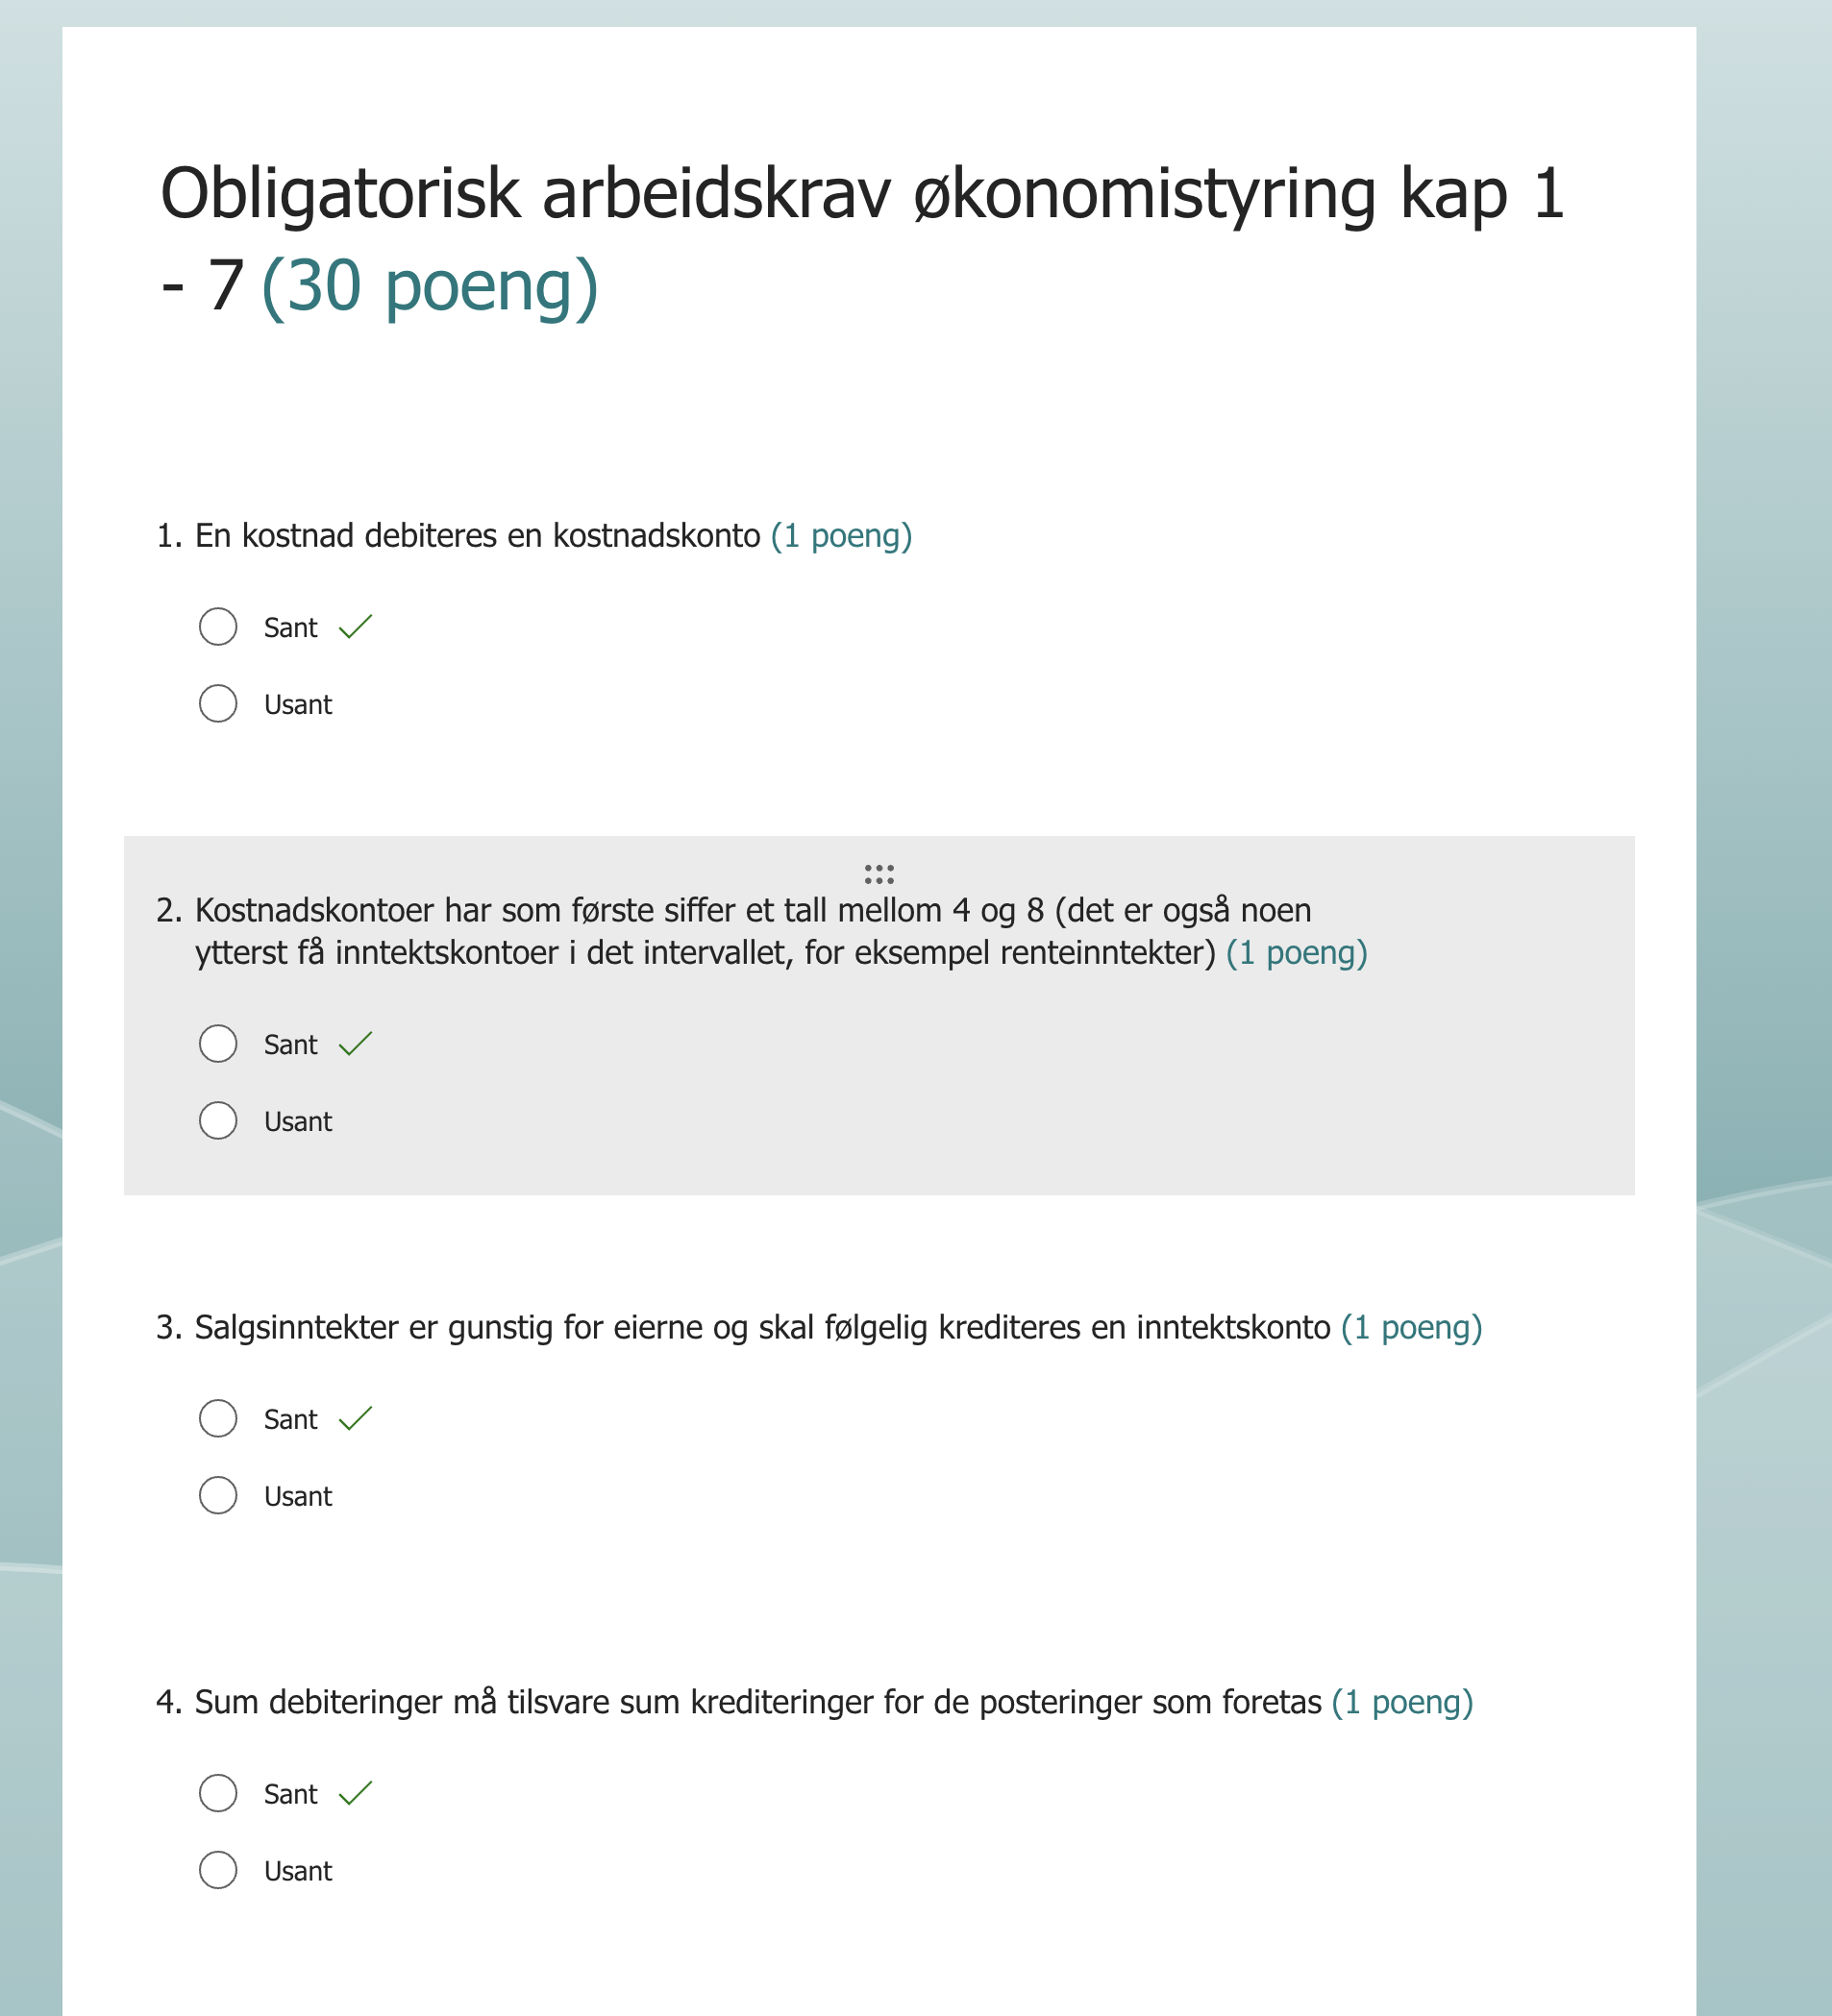 Obligatorisk arbeidskrav økonomistyring kap 1
- 7 (30 poeng)
1. En kostnad debiteres en kostnadskonto (1 poeng)
Sant
Usant
2. Kostnadskontoer har som første siffer et tall mellom 4 og 8 (det er også noen
ytterst få inntektskontoer i det intervallet, for eksempel renteinntekter) (1 poeng)
Sant
Usant
3. Salgsinntekter er gunstig for eierne og skal følgelig krediteres en inntektskonto (1 poeng)
Sant
Usant
4. Sum debiteringer må tilsvare sum krediteringer for de posteringer som foretas (1 poeng)
Sant
Usant